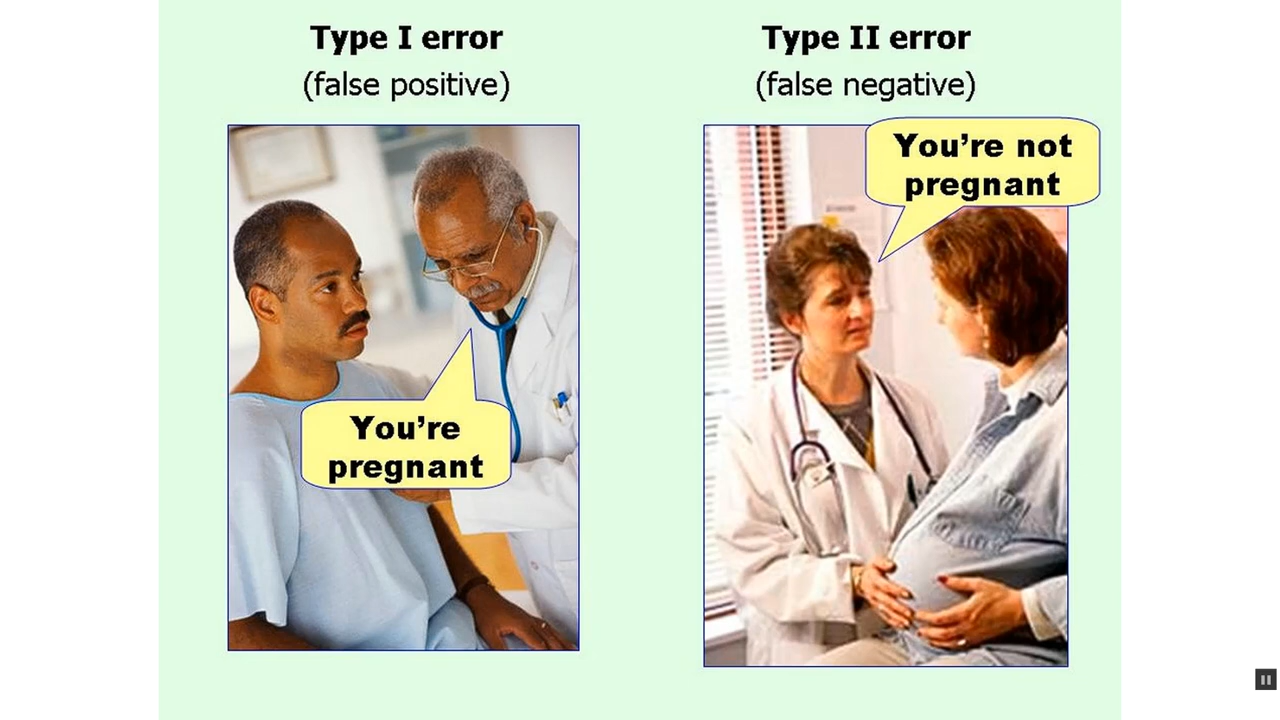 Type I error
(false positive)
You're
pregnant
Type II error
(false negative)
You're not
pregnant